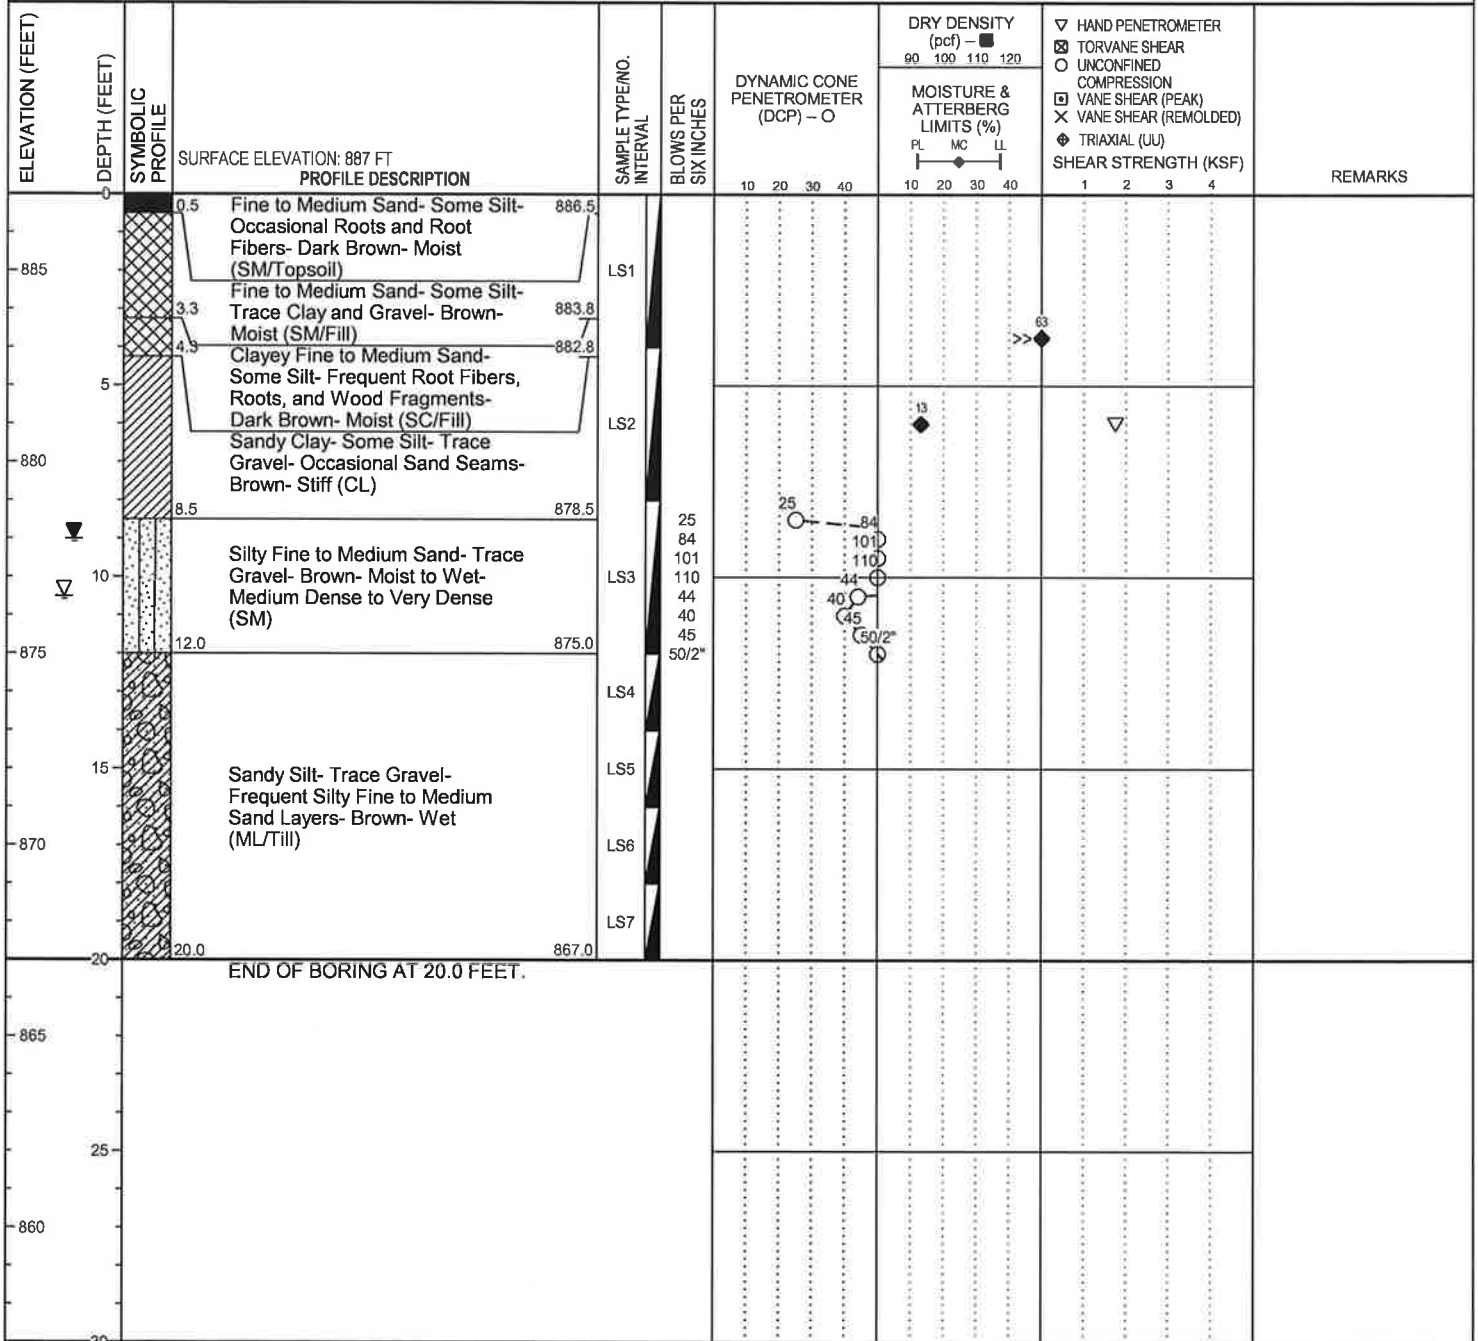 ELEVATION (FEET)
DEPTH (FEET)
SYMBOLIC
PROFILE
SURFACE ELEVATION: 887 FT
PROFILE DESCRIPTION
SAMPLE TYPE/NO.
INTERVAL
BLOWS PER
SIX INCHES
DYNAMIC CONE
PENETROMETER
(DCP) – O
10 20 30 40
DRY DENSITY
(pcf) – ■
90 100 110 120
MOISTURE &
ATTERBERG
LIMITS (%)
PL MC LL
10 20 30 40
▽ HAND PENETROMETER
⊠ TORVANE SHEAR
○ UNCONFINED
COMPRESSION
⊡ VANE SHEAR (PEAK)
× VANE SHEAR (REMOLDED)
TRIAXIAL (UU)
SHEAR STRENGTH (KSF)
1 2 3 4
REMARKS
0
0.5 Fine to Medium Sand- Some Silt- 886.5
Occasional Roots and Root
Fibers- Dark Brown- Moist
(SM/Topsoil)
885
LS1
Fine to Medium Sand- Some Silt-
3.3 Trace Clay and Gravel- Brown- 883.8
Moist (SM/Fill)
63
>>
4.3 882.8
Clayey Fine to Medium Sand-
Some Silt- Frequent Root Fibers,
5
Roots, and Wood Fragments-
Dark Brown- Moist (SC/Fill)
LS2
13
Sandy Clay- Some Silt- Trace
Gravel- Occasional Sand Seams-
880
Brown- Stiff (CL)
8.5 878.5
25
84
101
110
44
40
45
50/2"
25
84
101
110
44
40
45
50/2"
Silty Fine to Medium Sand- Trace
Gravel- Brown- Moist to Wet-
Medium Dense to Very Dense
(SM)
10
LS3
12.0 875.0
875
LS4
15
LS5
Sandy Silt- Trace Gravel-
Frequent Silty Fine to Medium
Sand Layers- Brown- Wet
(ML/Till)
870
LS6
LS7
20.0 867.0
20
END OF BORING AT 20.0 FEET.
865
25
860
30